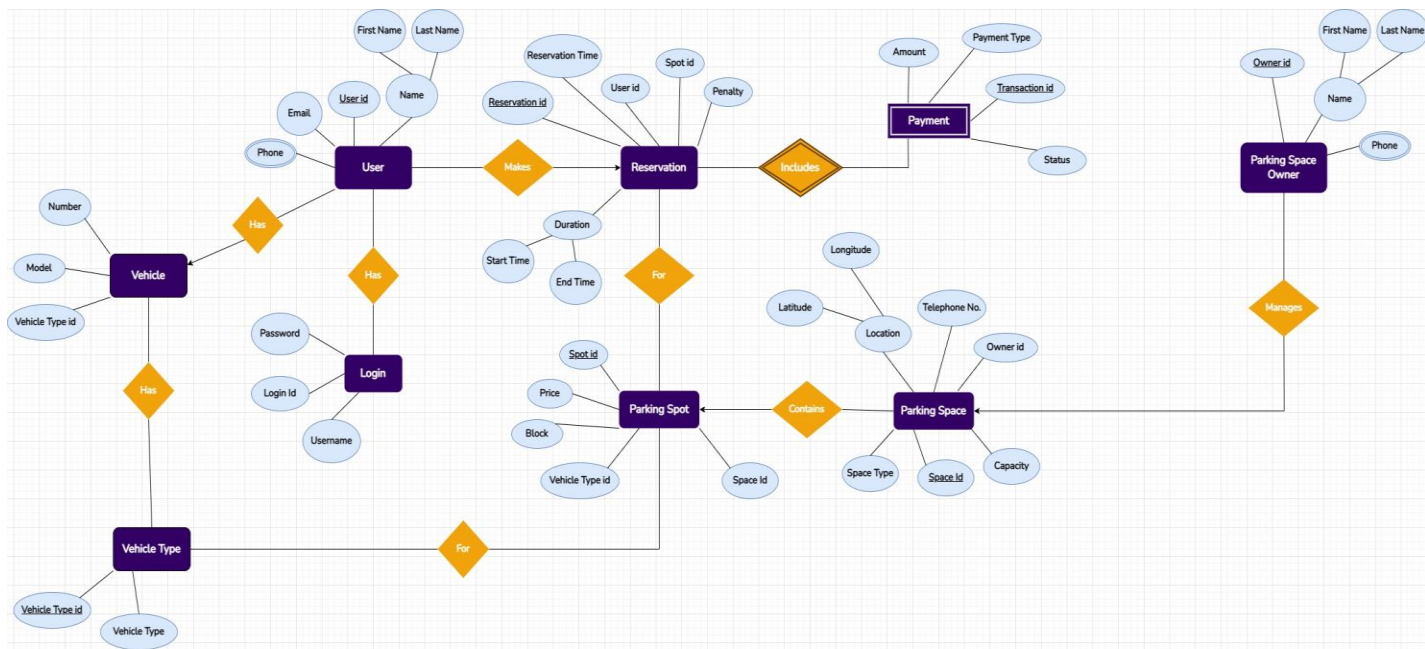 First Name
Last Name
Email
User id
Name
Phone
User
Reservation Time
Spot id
User id
Penalty
Reservation id
Makes
Reservation
Includes
Amount
Payment Type
Transaction id
Payment
Status
First Name
Last Name
Owner id
Name
Phone
Parking Space
Owner
Number
Has
Model
Vehicle
Vehicle Type id
Has
Duration
Start Time
End Time
For
Longitude
Latitude
Location
Telephone No.
Owner id
Manages
Password
Login
Login Id
Username
Has
Spot id
Price
Parking Spot
Block
Vehicle Type id
Space Id
Contains
Parking Space
Space Type
Space Id
Capacity
Vehicle Type
For
Vehicle Type id
Vehicle Type